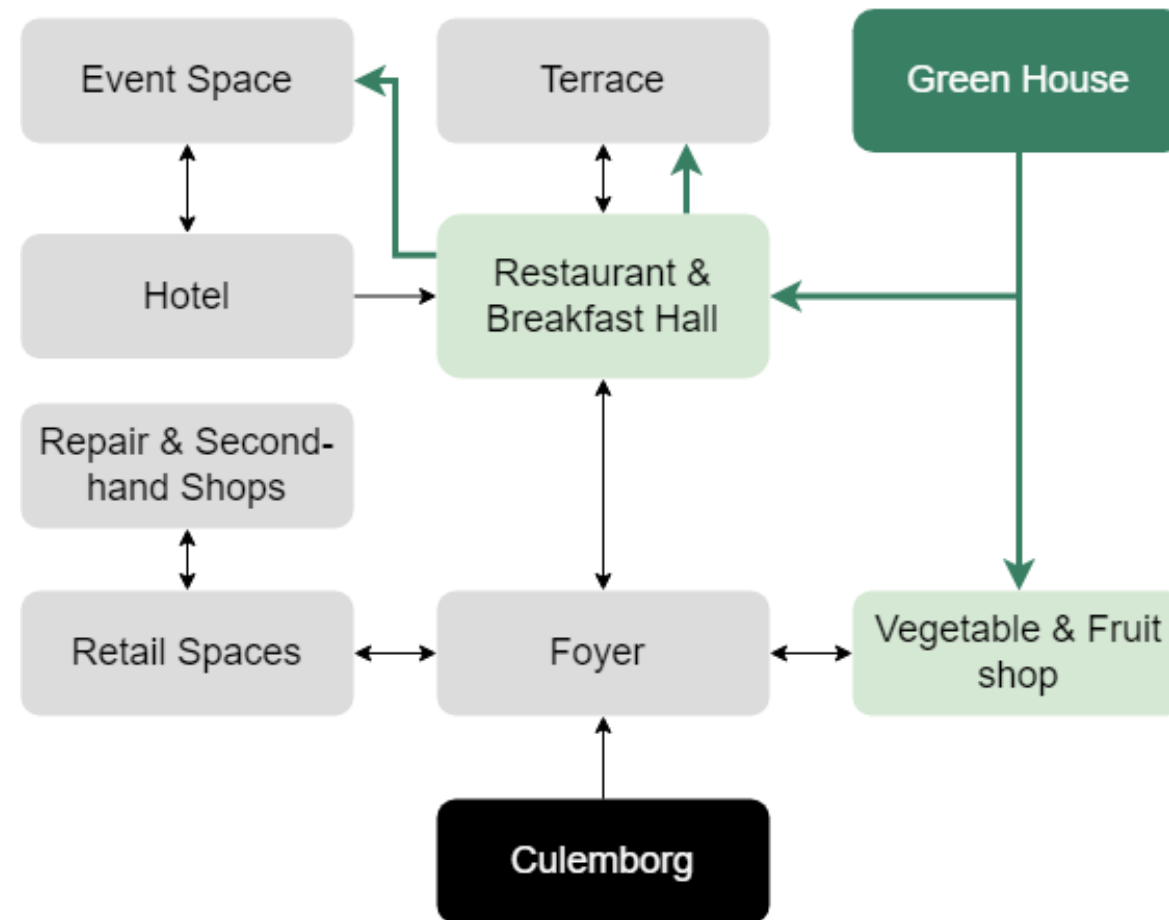 Event Space
Terrace
Green House
Hotel
Restaurant &
Breakfast Hall
Repair & Second-
hand Shops
Retail Spaces
Foyer
Vegetable & Fruit
shop
Culemborg